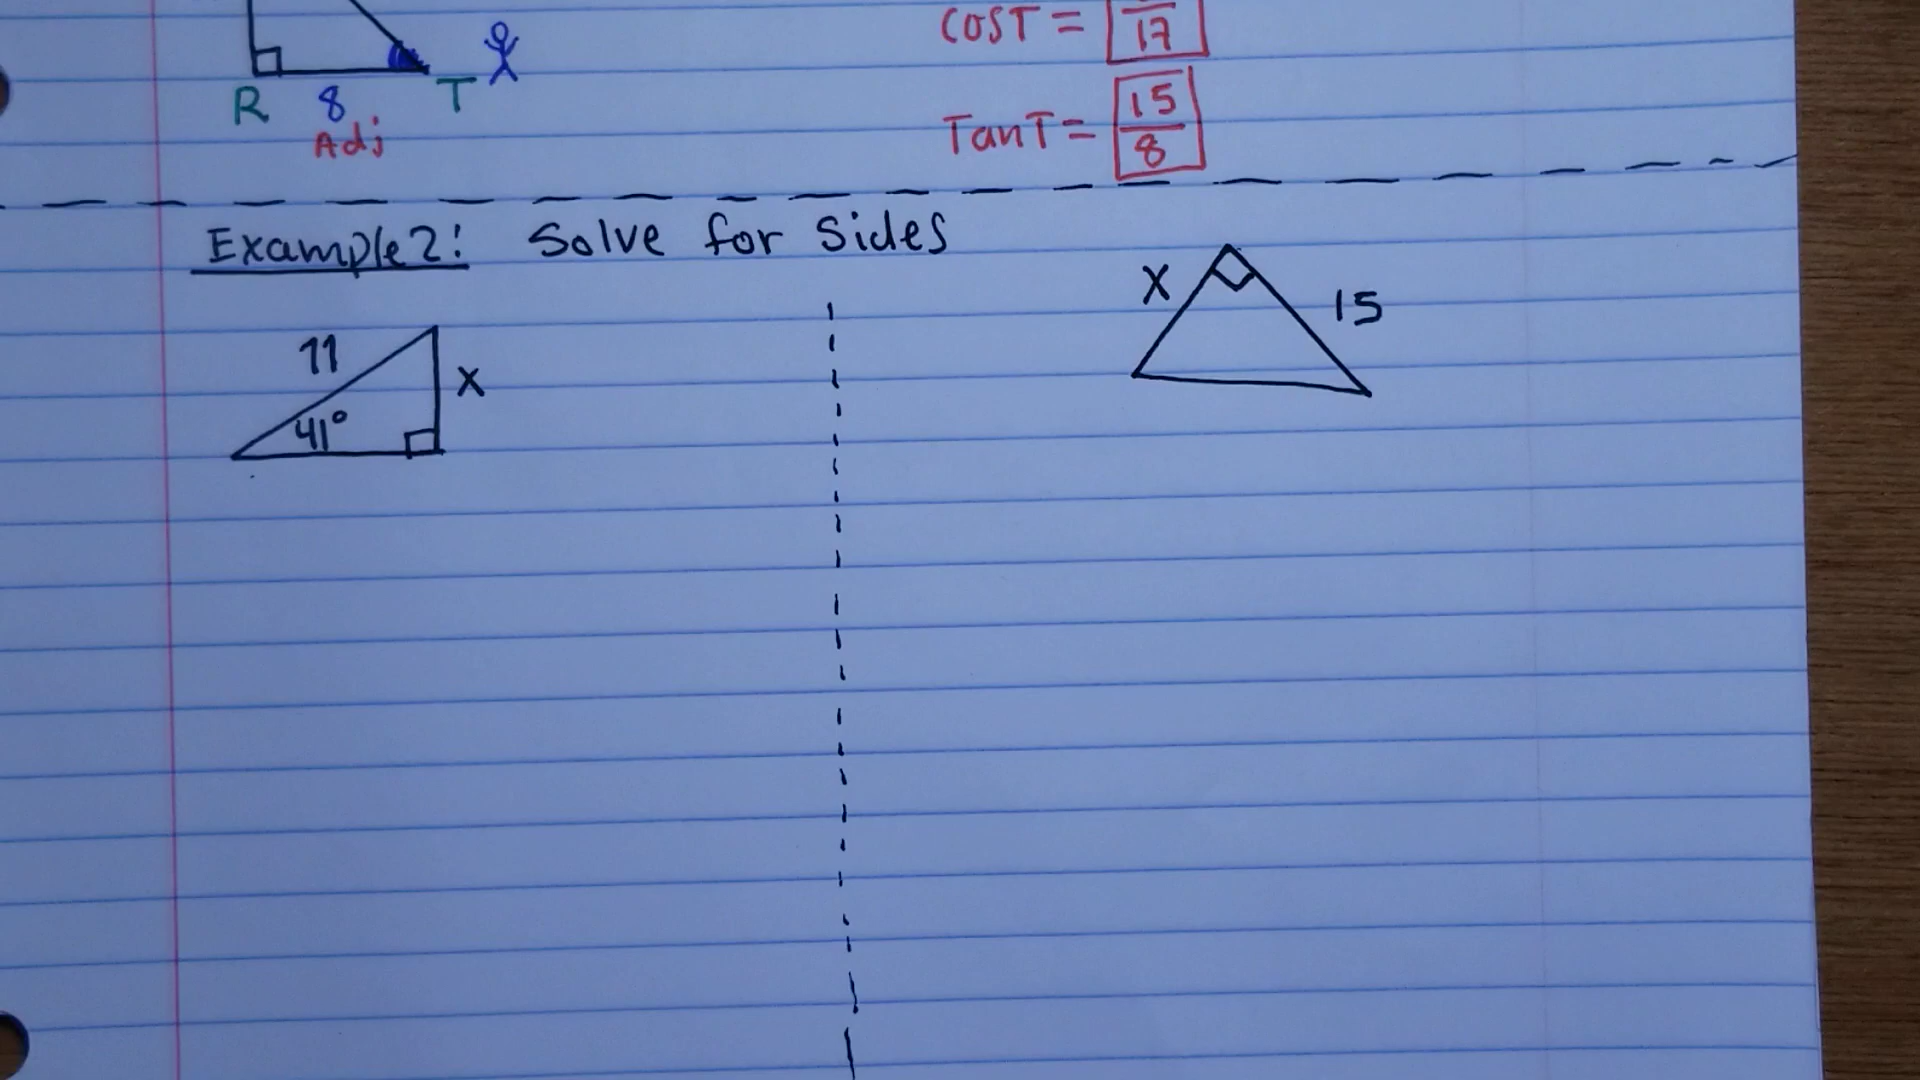 COST = 17
R 8 T
Adj
TanT = 15/8
Example 2: Solve for Sides
11
x
41°
x
15